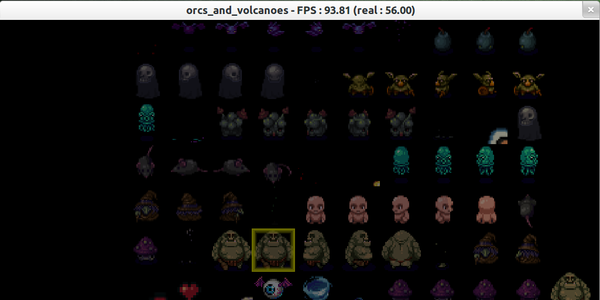 orcs_and_volcanoes - FPS : 93.81 (real : 56.00)